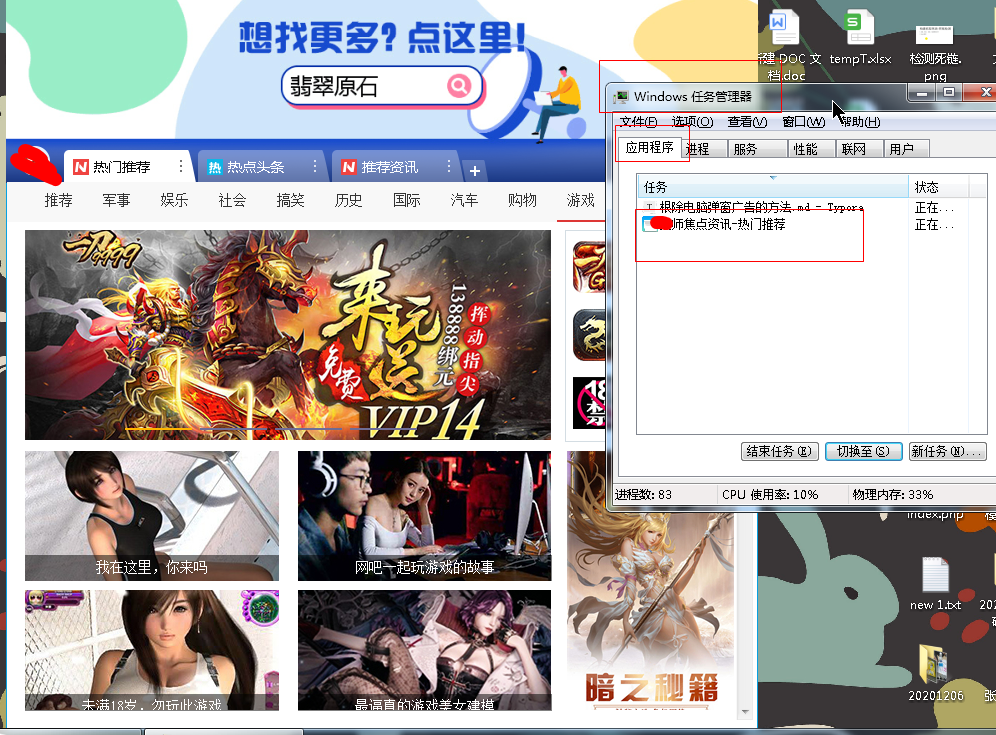 想找更多? 点这里!
翡翠原石
热门推荐
热点头条
推荐资讯
推荐 军事 娱乐 社会 搞笑 历史 国际 汽车 购物 游戏
一刀999
来玩
免费送
13888绑元
挥动指尖
VIP14
18禁
我在这里，你来吗
网吧一起玩游戏的故事
未满18岁，勿玩此游戏
最逼真的游戏美女建模
暗之秘籍
文档.doc
tempT.xlsx
检测死链.png
Windows 任务管理器
文件(F) 选项(O) 查看(V) 窗口(W) 帮助(H)
应用程序 进程 服务 性能 联网 用户
任务 状态
根除电脑弹窗广告的方法.md - Typora 正在...
师焦点资讯-热门推荐 正在...
结束任务(E) 切换至(S) 新任务(N)...
进程数: 83 CPU 使用率: 10% 物理内存: 33%
index.php
new 1.txt
20201206